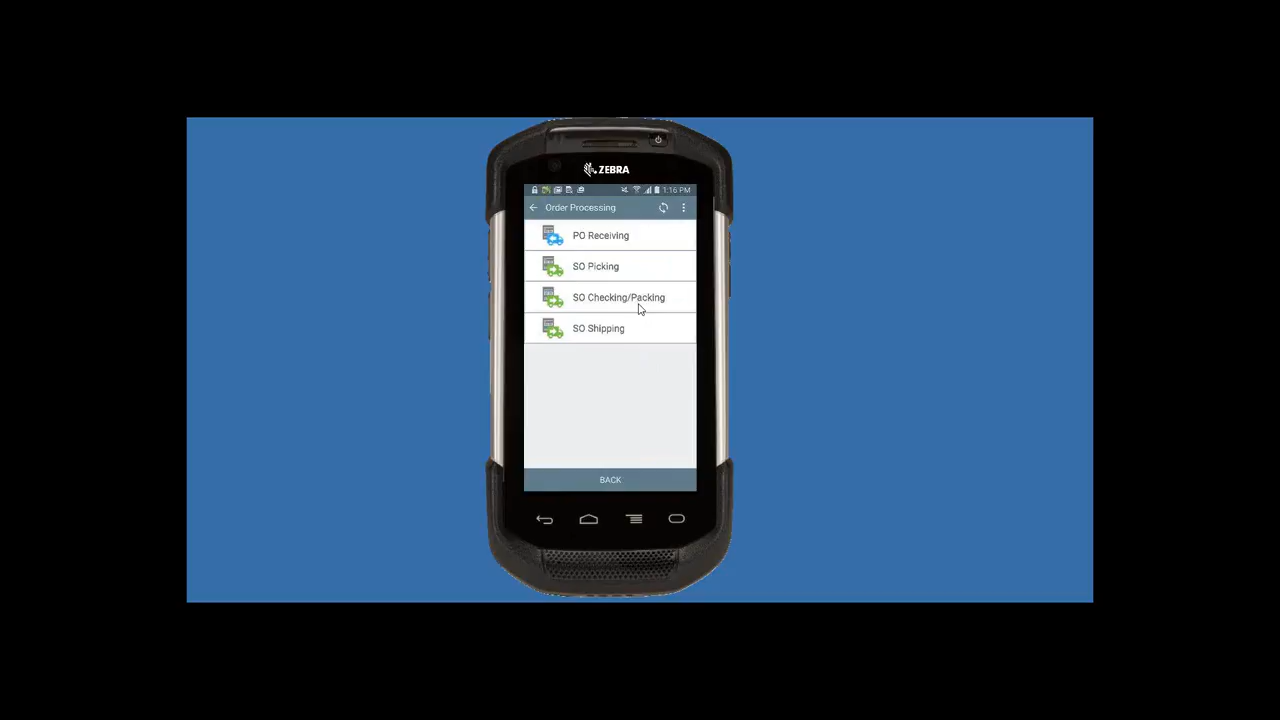 ZEBRA
1:16 PM
Order Processing
PO Receiving
SO Picking
SO Checking/Packing
SO Shipping
BACK